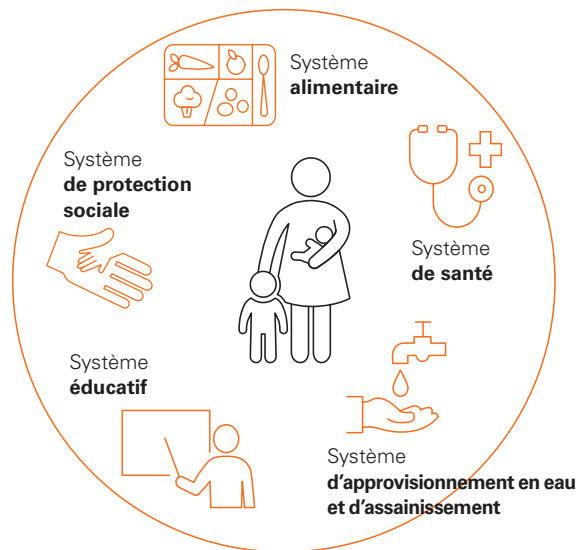 Système
alimentaire
Système
de protection
sociale
Système
de santé
Système
éducatif
Système
d’approvisionnement en eau
et d’assainissement